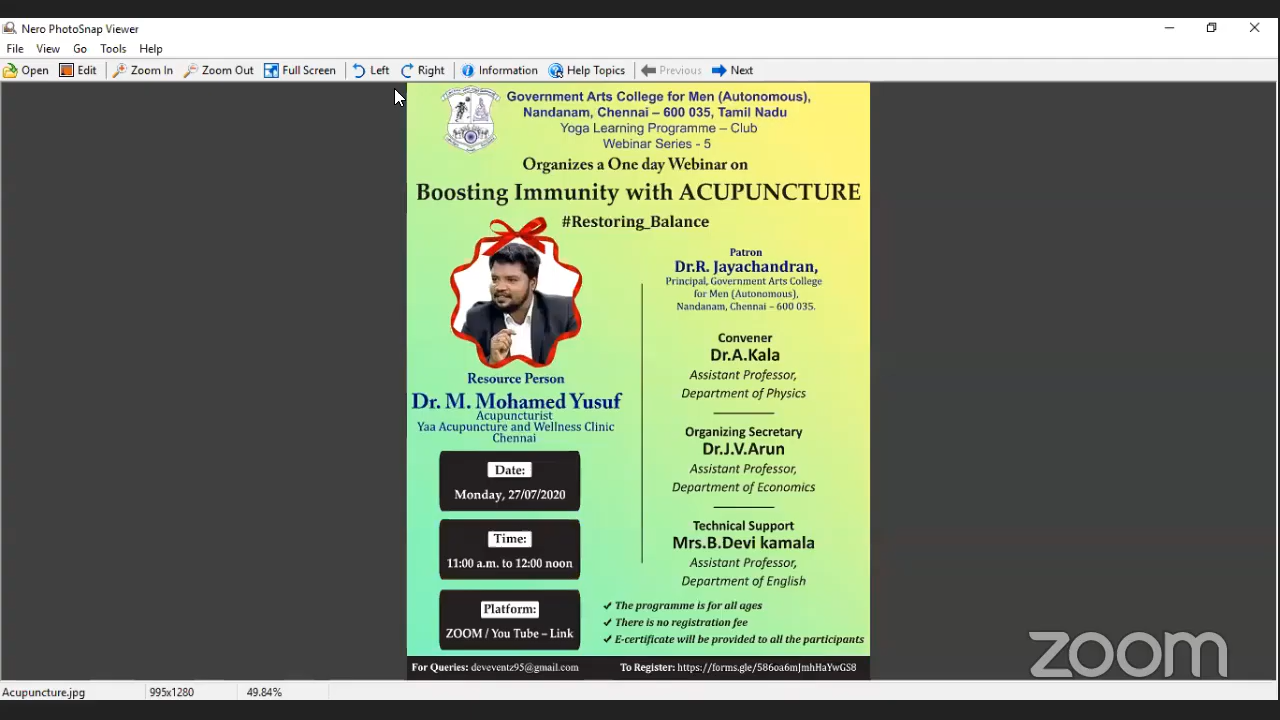 Nero PhotoSnap Viewer
File View Go Tools Help
Open Edit Zoom In Zoom Out Full Screen Left Right Information Help Topics Previous Next
Government Arts College for Men (Autonomous),
Nandanam, Chennai – 600 035, Tamil Nadu
Yoga Learning Programme – Club
Webinar Series - 5
Organizes a One day Webinar on
Boosting Immunity with ACUPUNCTURE
#Restoring_Balance
Resource Person
Dr. M. Mohamed Yusuf
Acupuncturist
Yaa Acupuncture and Wellness Clinic
Chennai
Date:
Monday, 27/07/2020
Time:
11:00 a.m. to 12:00 noon
Platform:
ZOOM / You Tube – Link
Patron
Dr.R. Jayachandran,
Principal, Government Arts College
for Men (Autonomous),
Nandanam, Chennai – 600 035.
Convener
Dr.A.Kala
Assistant Professor,
Department of Physics
Organizing Secretary
Dr.J.V.Arun
Assistant Professor,
Department of Economics
Technical Support
Mrs.B.Devi kamala
Assistant Professor,
Department of English
✓ The programme is for all ages
✓ There is no registration fee
✓ E-certificate will be provided to all the participants
For Queries: deveventz95@gmail.com To Register: https://forms.gle/586oa6mJmhHaYwGS8
zoom
Acupuncture.jpg 995x1280 49.84%